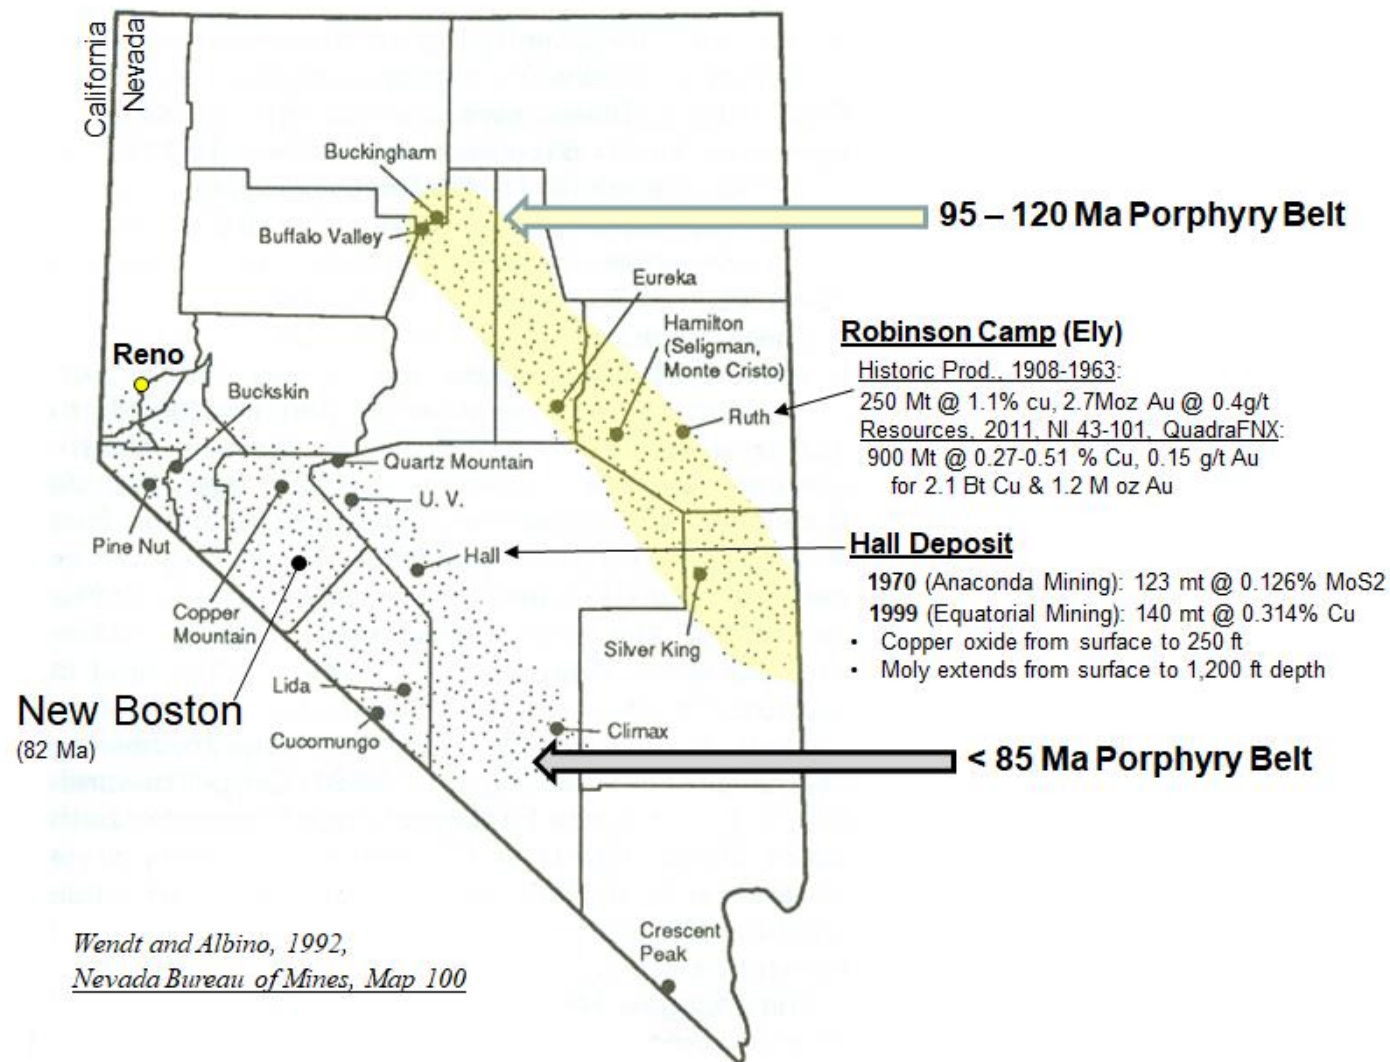 California
Nevada
Buckingham
95 – 120 Ma Porphyry Belt
Buffalo Valley
Eureka
Hamilton
(Seligman,
Monte Cristo)
Robinson Camp (Ely)
Historic Prod., 1908-1963:
250 Mt @ 1.1% cu, 2.7Moz Au @ 0.4g/t
Resources, 2011, NI 43-101, QuadraFNX:
900 Mt @ 0.27-0.51 % Cu, 0.15 g/t Au
for 2.1 Bt Cu & 1.2 M oz Au
Reno
Buckskin
Ruth
Quartz Mountain
U. V.
Pine Nut
Hall
Hall Deposit
1970 (Anaconda Mining): 123 mt @ 0.126% MoS2
1999 (Equatorial Mining): 140 mt @ 0.314% Cu
• Copper oxide from surface to 250 ft
• Moly extends from surface to 1,200 ft depth
Copper
Mountain
Silver King
Lida
New Boston
(82 Ma)
Cucomungo
Climax
< 85 Ma Porphyry Belt
Crescent
Peak
Wendt and Albino, 1992,
Nevada Bureau of Mines, Map 100